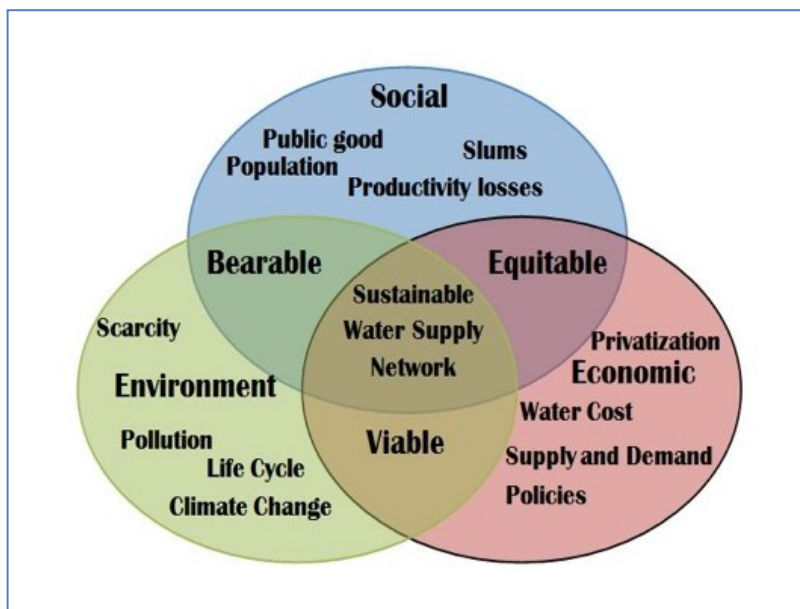 Social
Public good
Slums
Population
Productivity losses
Bearable
Equitable
Sustainable
Water Supply
Network
Scarcity
Privatization
Environment
Economic
Water Cost
Pollution
Viable
Supply and Demand
Life Cycle
Policies
Climate Change